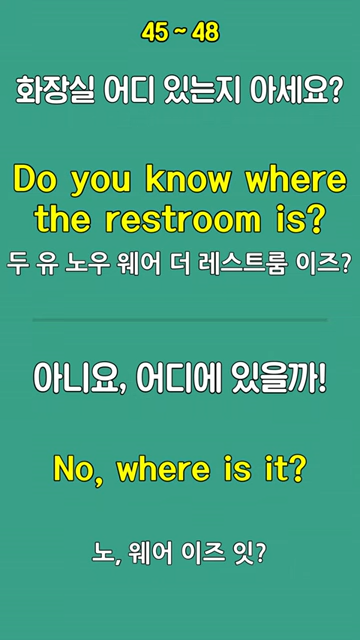 45 ~ 48
화장실 어디 있는지 아세요?
Do you know where
the restroom is?
두 유 노우 웨어 더 레스트룸 이즈?
아니요, 어디에 있을까!
No, where is it?
노, 웨어 이즈 잇?